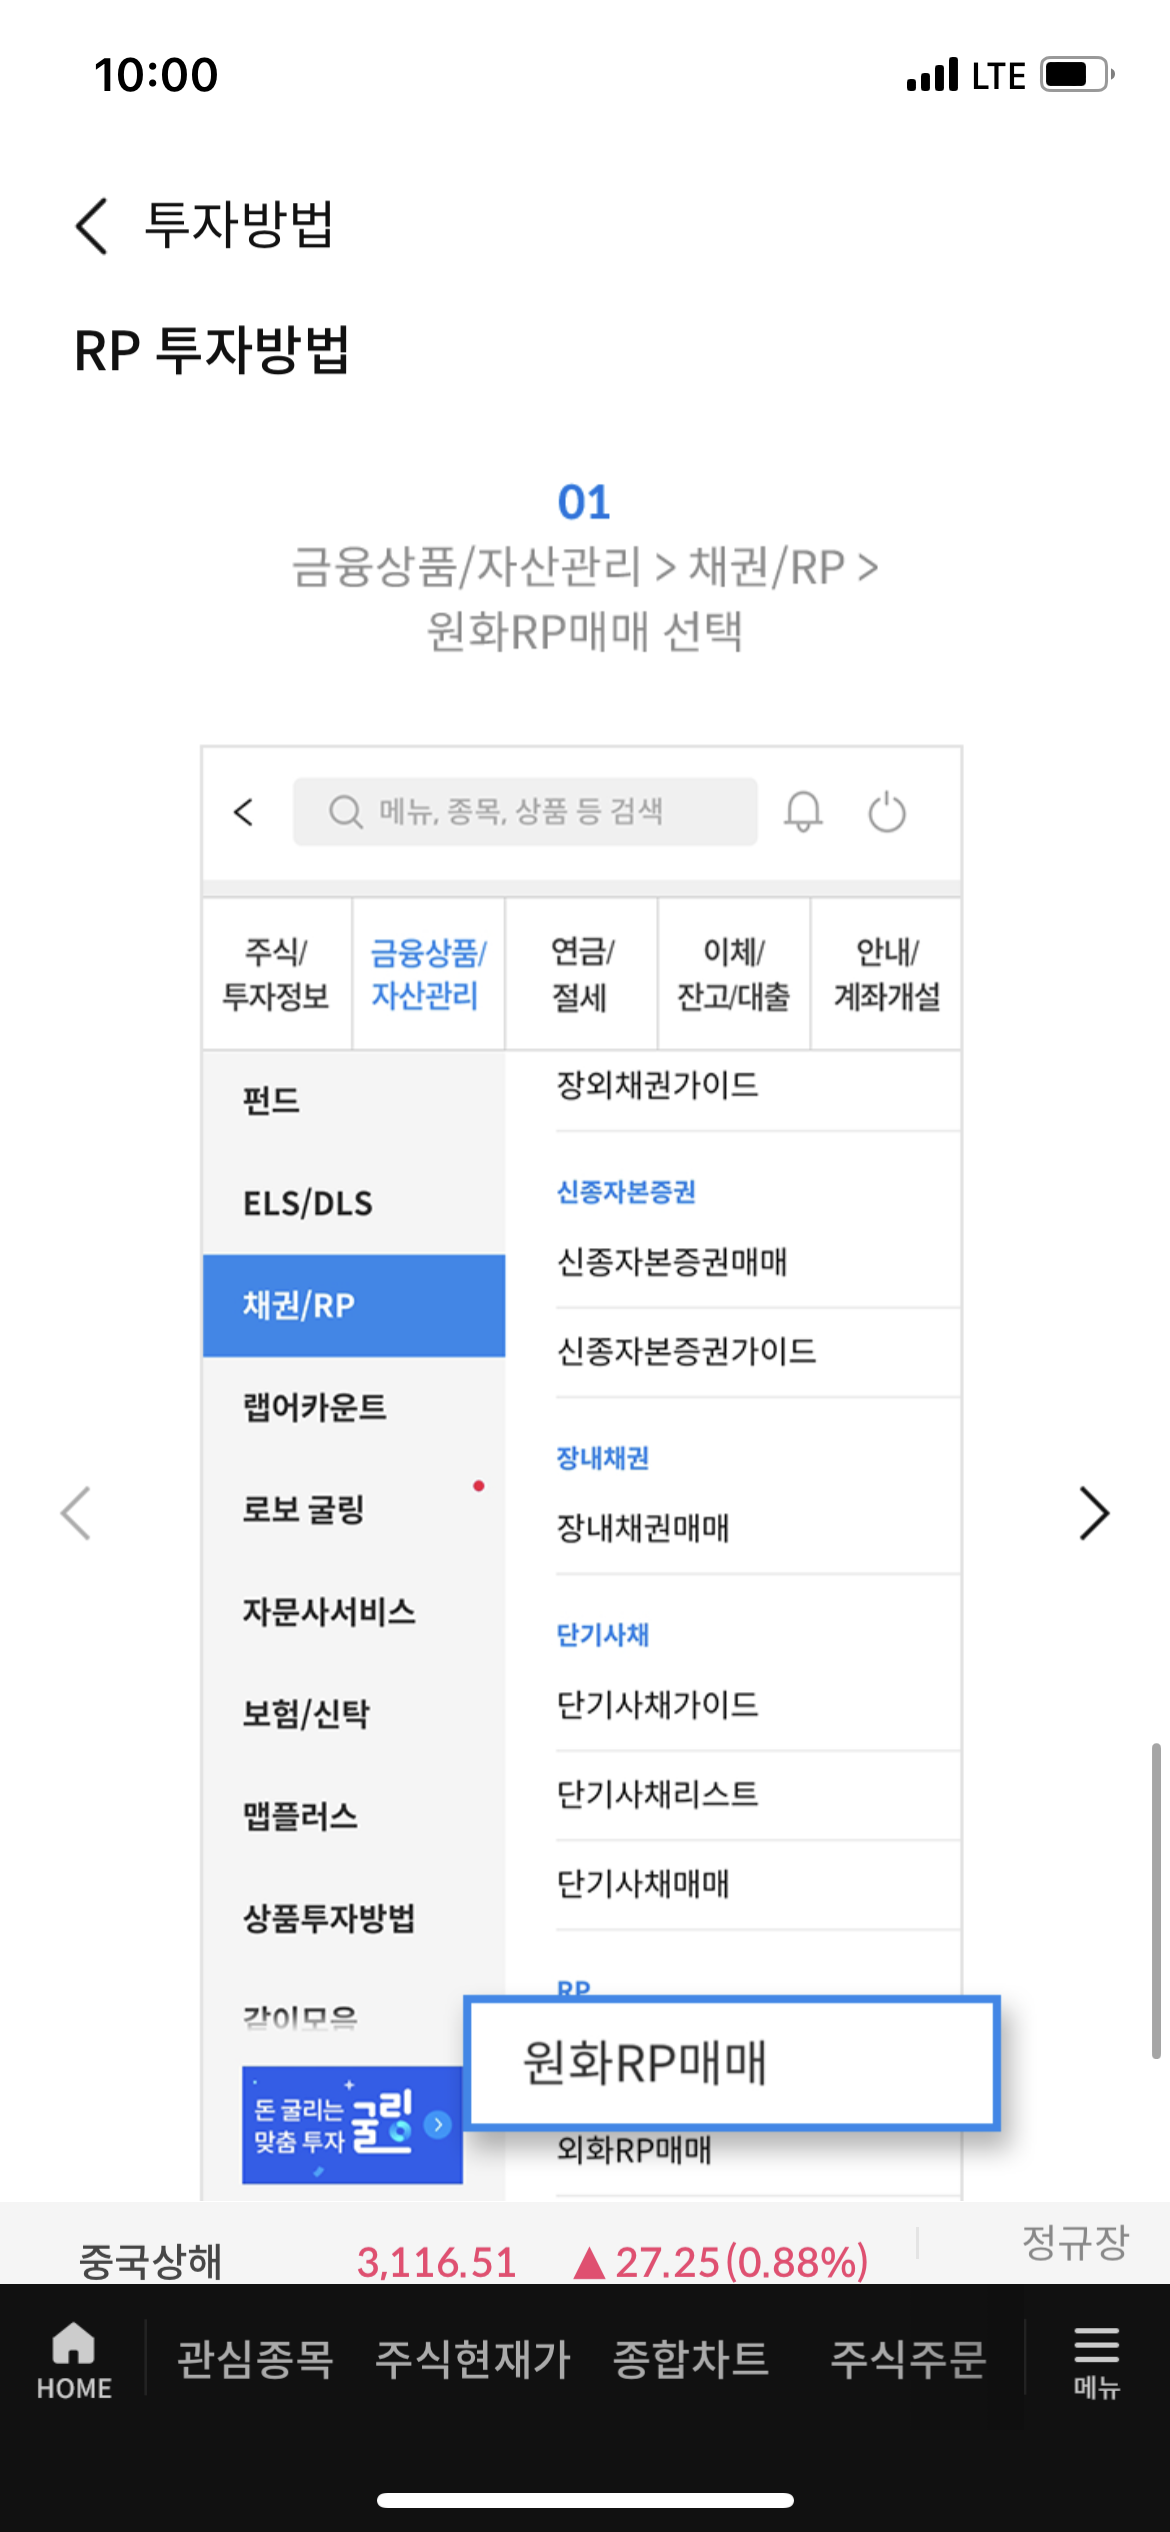 10:00
LTE
투자방법
RP 투자방법
01
금융상품/자산관리 > 채권/RP >
원화RP매매 선택
메뉴, 종목, 상품 등 검색
주식/
투자정보
금융상품/
자산관리
연금/
절세
이체/
잔고/대출
안내/
계좌개설
펀드
ELS/DLS
채권/RP
랩어카운트
로보 굴링
자문사서비스
보험/신탁
맵플러스
상품투자방법
같이모음
돈 굴리는
맞춤 투자
굴링
장외채권가이드
신종자본증권
신종자본증권매매
신종자본증권가이드
장내채권
장내채권매매
단기사채
단기사채가이드
단기사채리스트
단기사채매매
RP
원화RP매매
외화RP매매
중국상해 3,116.51 ▲ 27.25(0.88%) 정규장
HOME
관심종목
주식현재가
종합차트
주식주문
메뉴